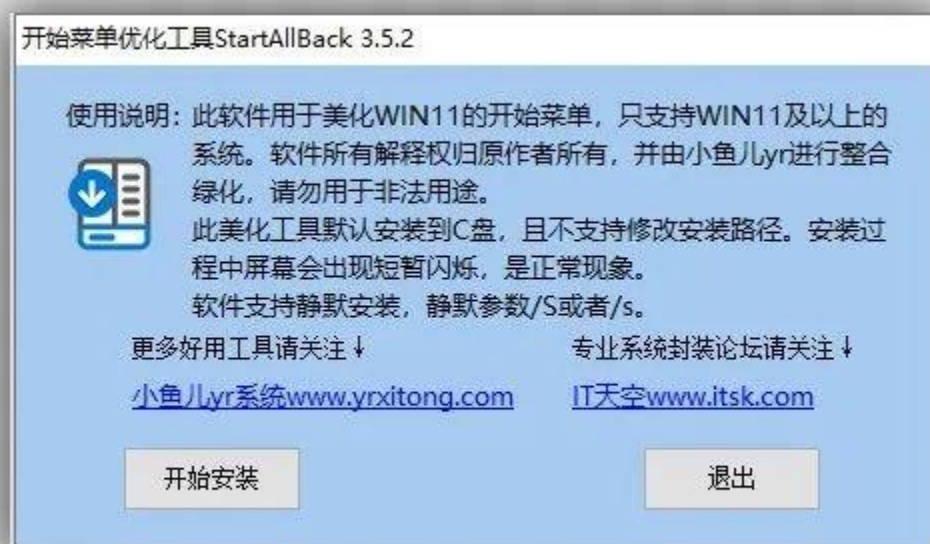 开始菜单优化工具StartAllBack 3.5.2
使用说明：此软件用于美化WIN11的开始菜单，只支持WIN11及以上的
系统。软件所有解释权归原作者所有，并由小鱼儿yr进行整合
绿化，请勿用于非法用途。
此美化工具默认安装到C盘，且不支持修改安装路径。安装过
程中屏幕会出现短暂闪烁，是正常现象。
软件支持静默安装，静默参数/S或者/s。
更多好用工具请关注↓ 专业系统封装论坛请关注↓
小鱼儿yr系统www.yrxitong.com IT天空www.itsk.com
开始安装 退出